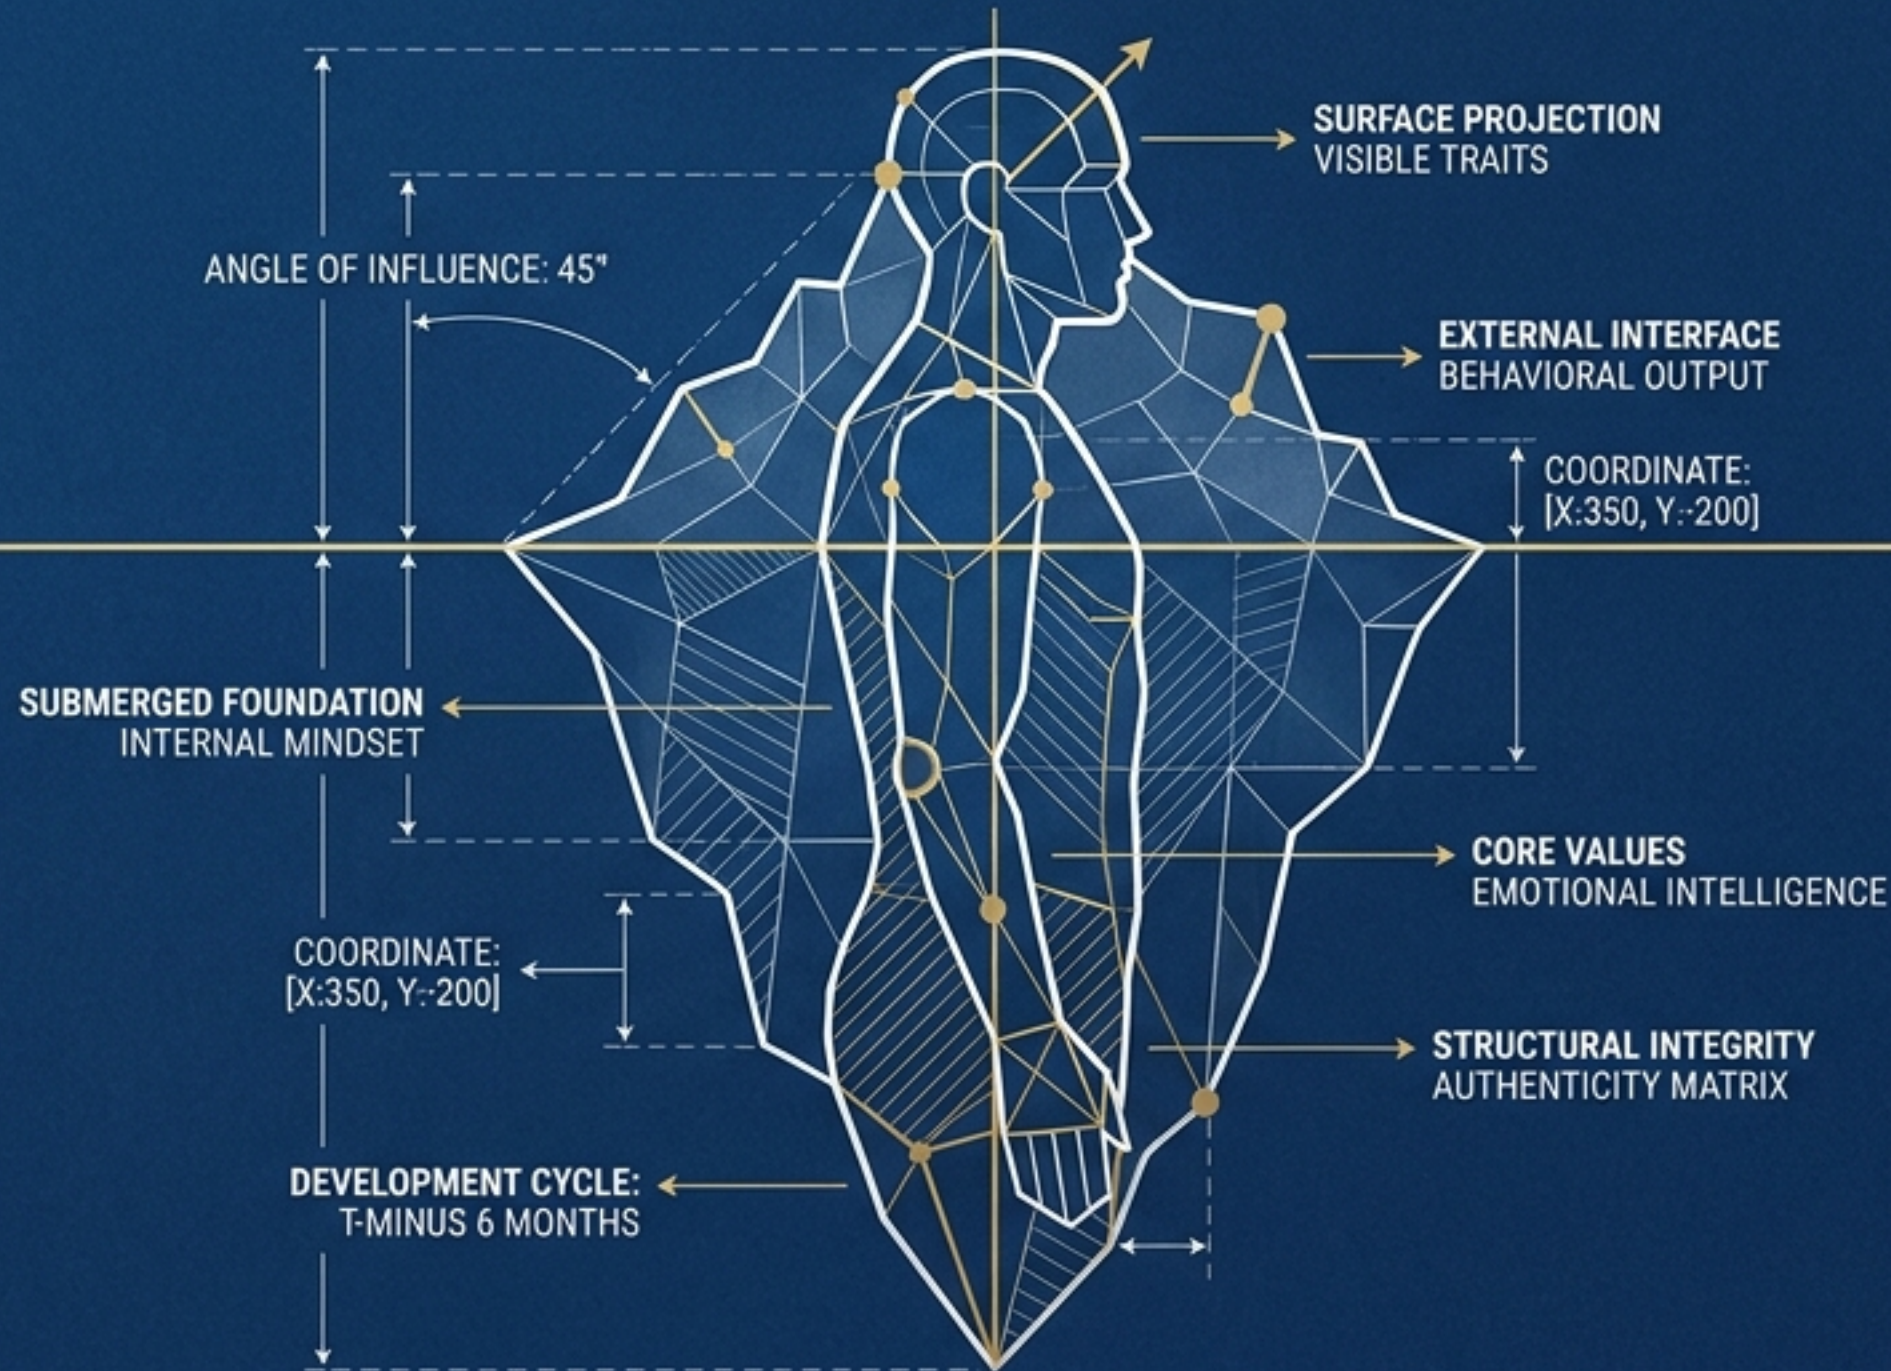 SURFACE PROJECTION
VISIBLE TRAITS
ANGLE OF INFLUENCE: 45"
EXTERNAL INTERFACE
BEHAVIORAL OUTPUT
COORDINATE:
[X:350, Y:-200]
SUBMERGED FOUNDATION
INTERNAL MINDSET
CORE VALUES
EMOTIONAL INTELLIGENCE
COORDINATE:
[X:350, Y:-200]
STRUCTURAL INTEGRITY
AUTHENTICITY MATRIX
DEVELOPMENT CYCLE:
T-MINUS 6 MONTHS